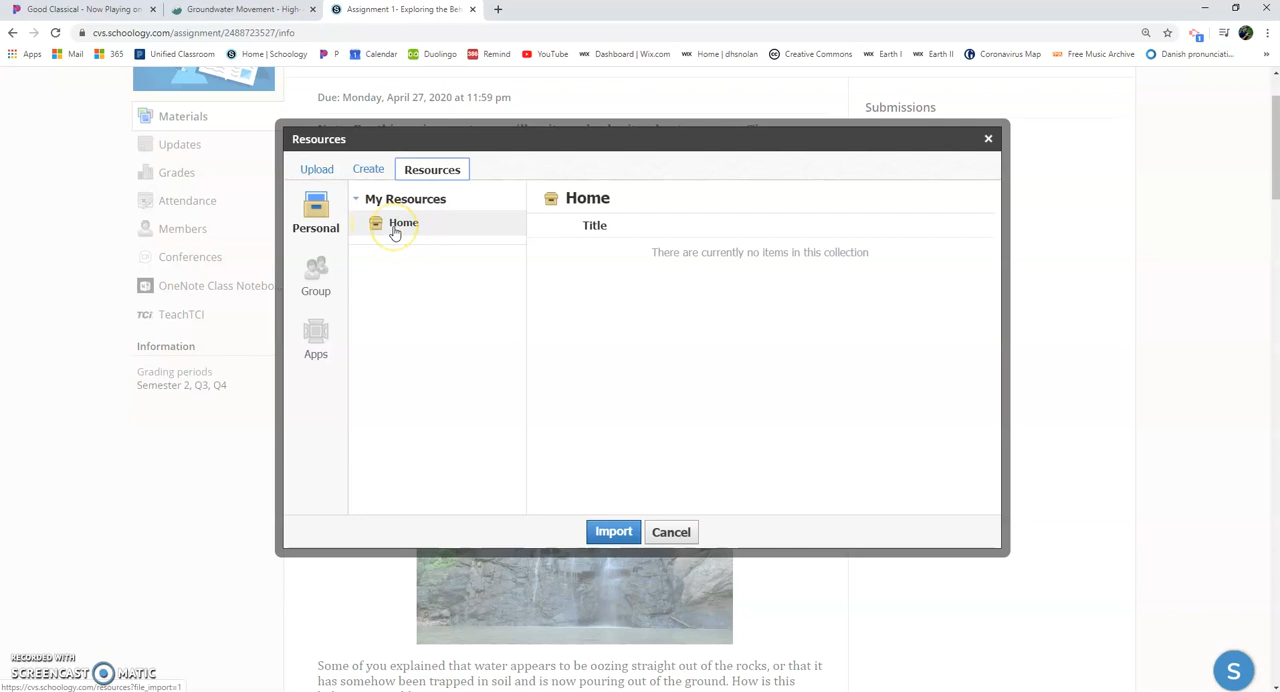 Good Classical - Now Playing on
Groundwater Movement - High-
Assignment 1- Exploring the Beh
cvs.schoology.com/assignment/2488723527/info
Apps
Mail
365
Unified Classroom
Home | Schoology
P
Calendar
Duolingo
Remind
YouTube
Dashboard | Wix.com
Home | dhsnolan
Creative Commons
Earth I
Earth II
Coronavirus Map
Free Music Archive
Danish pronunciati...
Due: Monday, April 27, 2020 at 11:59 pm
Submissions
Materials
Updates
Grades
Attendance
Members
Conferences
OneNote Class Notebo
TCi TeachTCI
Information
Grading periods
Semester 2, Q3, Q4
Resources
Upload
Create
Resources
Personal
Group
Apps
My Resources
Home
Home
Title
There are currently no items in this collection
Import
Cancel
Some of you explained that water appears to be oozing straight out of the rocks, or that it
has somehow been trapped in soil and is now pouring out of the ground. How is this
RECORDED WITH
SCREENCAST MATIC
https://cvs.schoology.com/resources?file_import=1
S